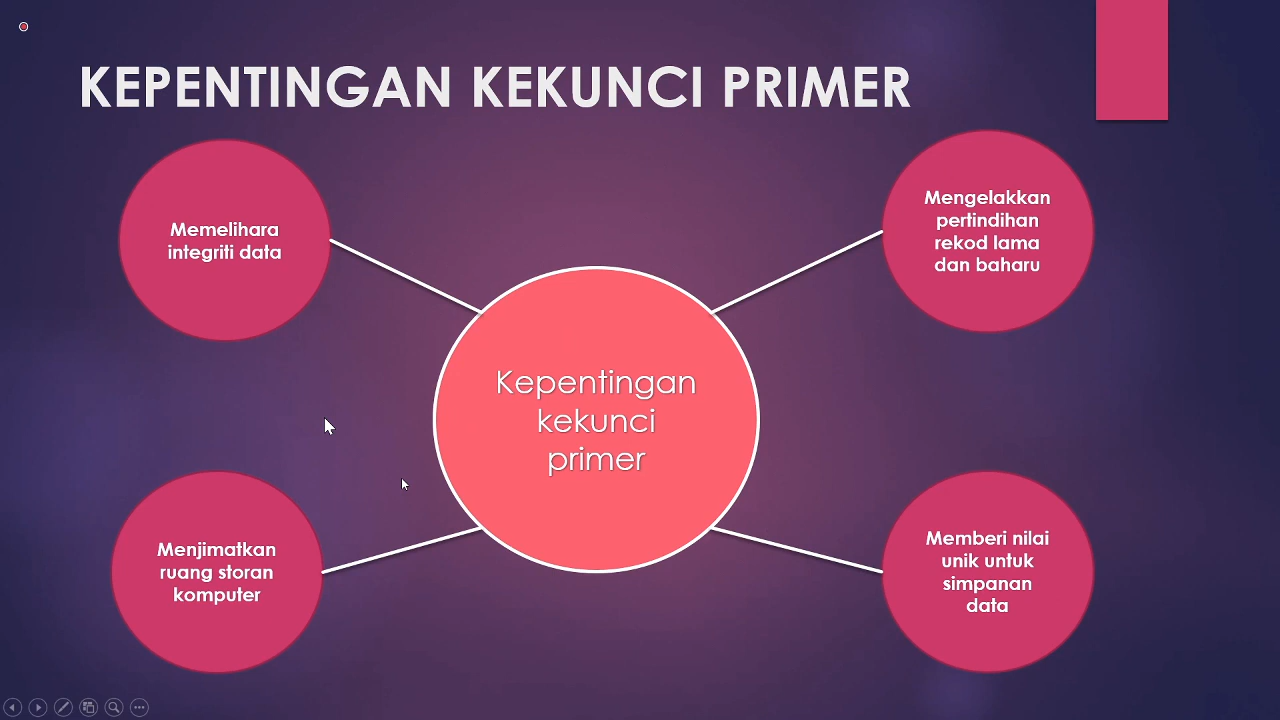 KEPENTINGAN KEKUNCI PRIMER
Memelihara
integriti data
Mengelakkan
pertindihan
rekod lama
dan baharu
Kepentingan
kekunci
primer
Menjimatkan
ruang storan
komputer
Memberi nilai
unik untuk
simpanan
data